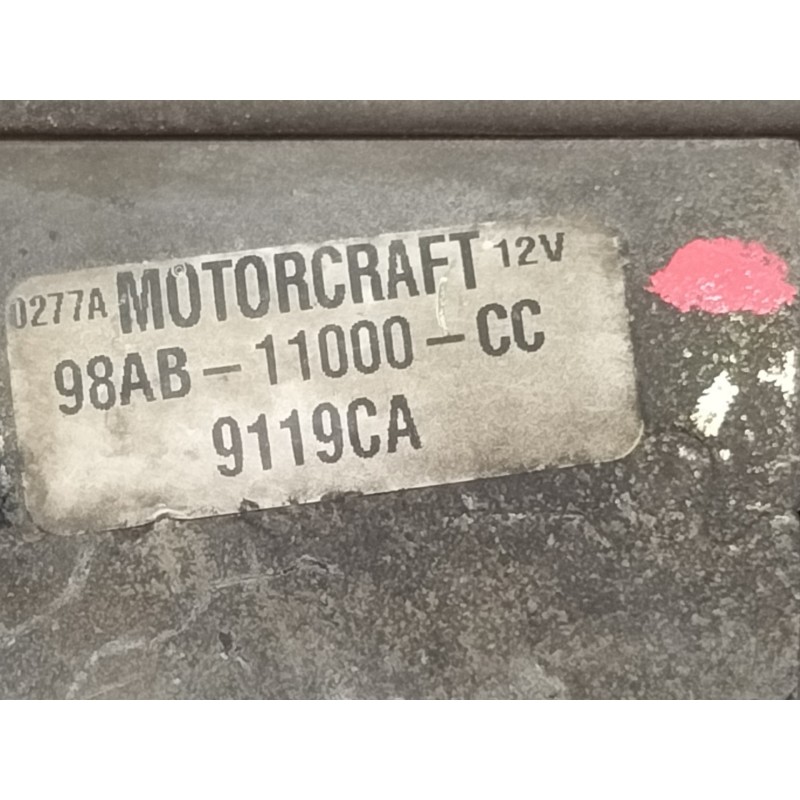 0277A MOTORCRAFT 12V
98AB-11000-CC
9119CA